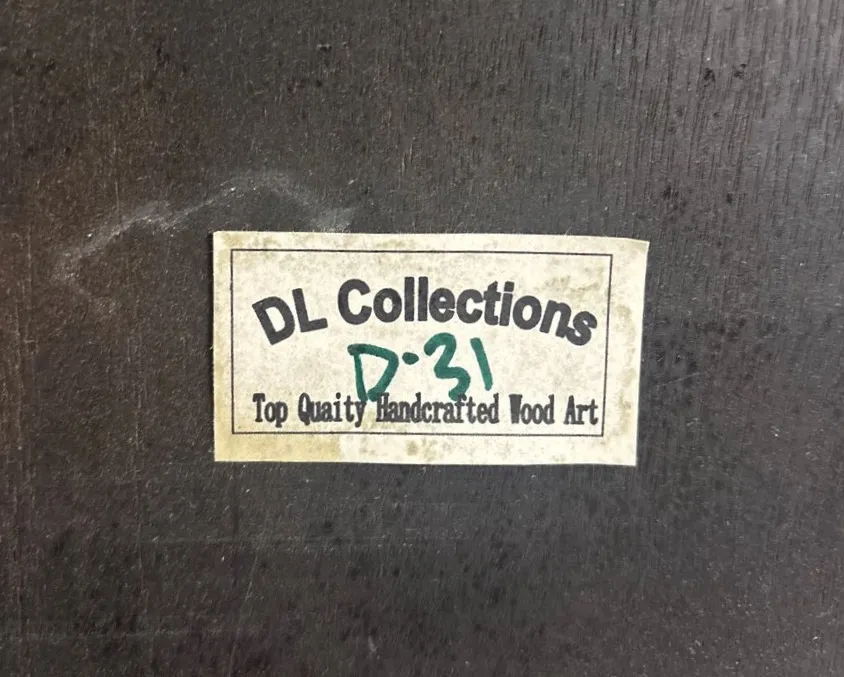 DL Collections
D·31
Top Quaity Handcrafted Wood Art